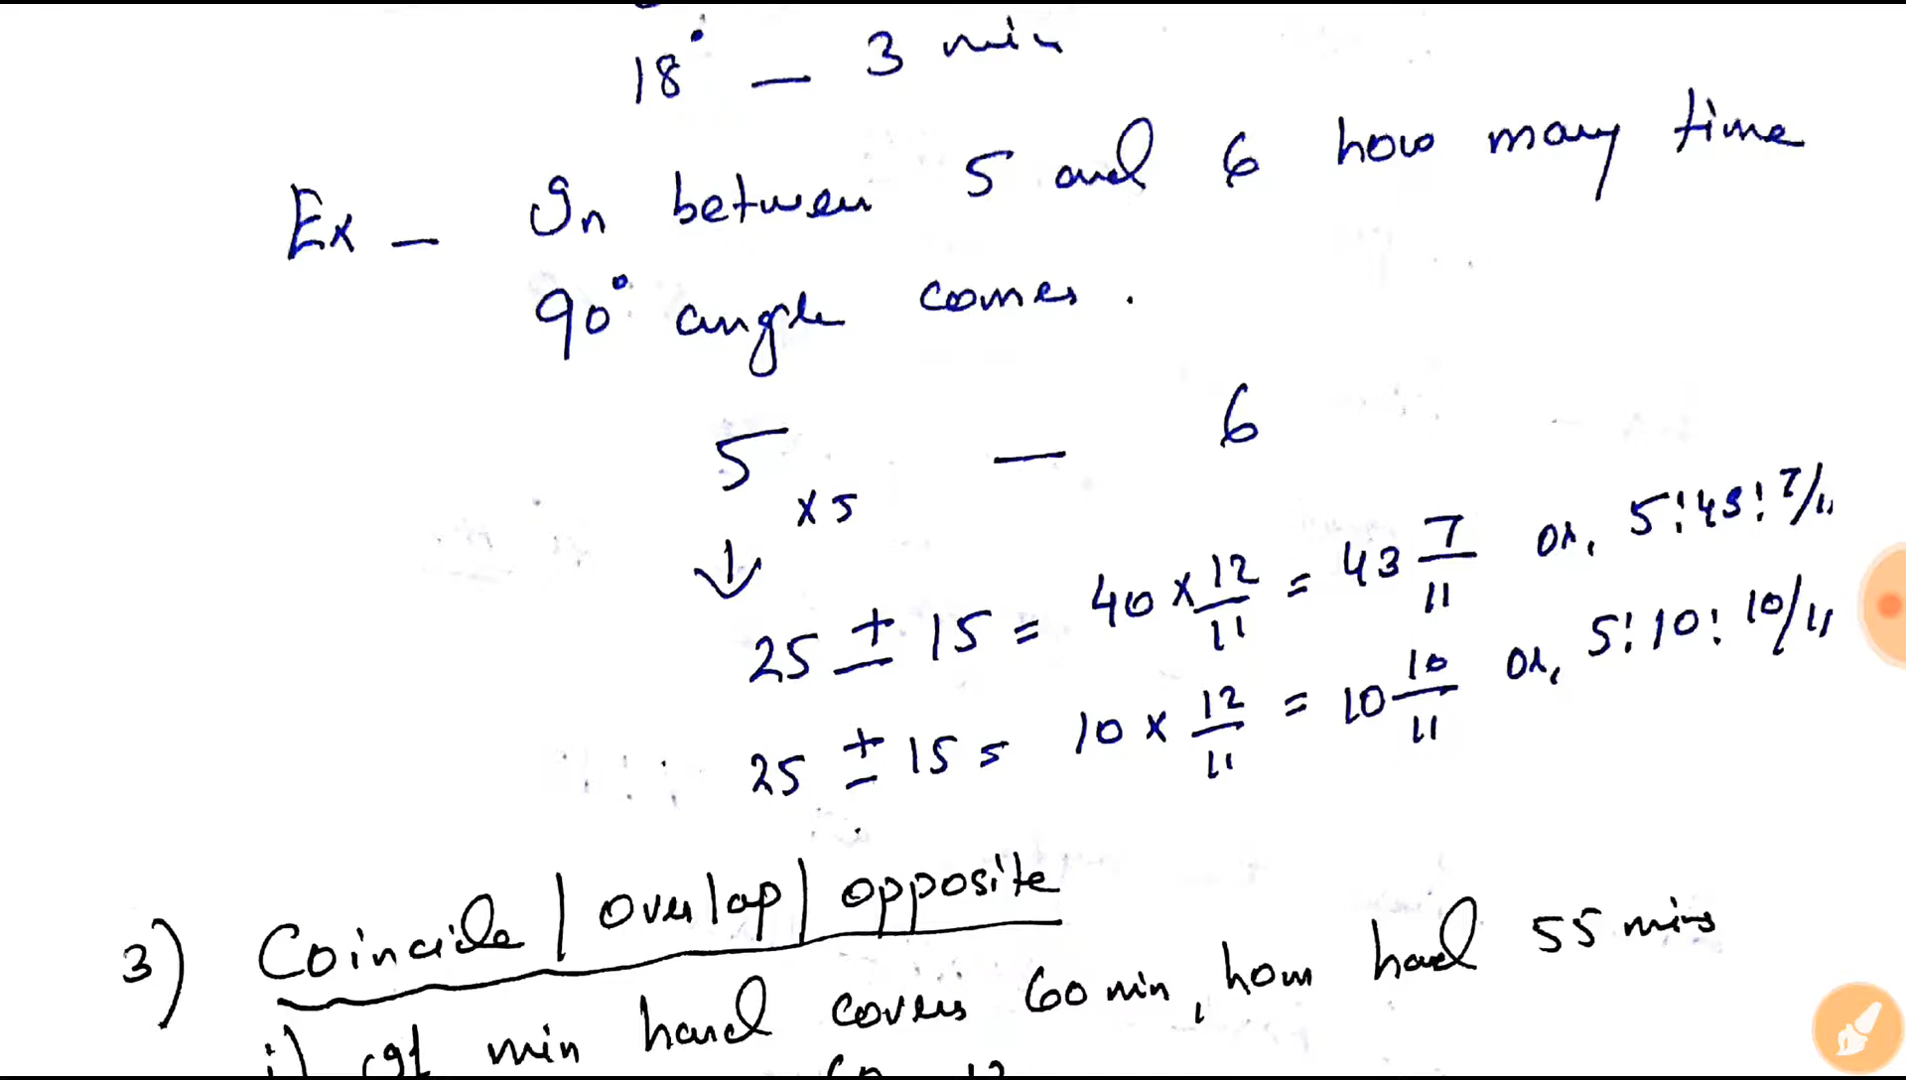 18° — 3 min
Ex — In between 5 and 6 how many time
90° angle comes.
5 — 6
×5
↓
25 ± 15 = 40 × 12/11 = 43 7/11 or, 5:43:7/11
25 ± 15 = 10 × 12/11 = 10 10/11 or, 5:10:10/11
3) Coincide | overlap | opposite
i) If min hand covers 60 min, hour hand 55 mins